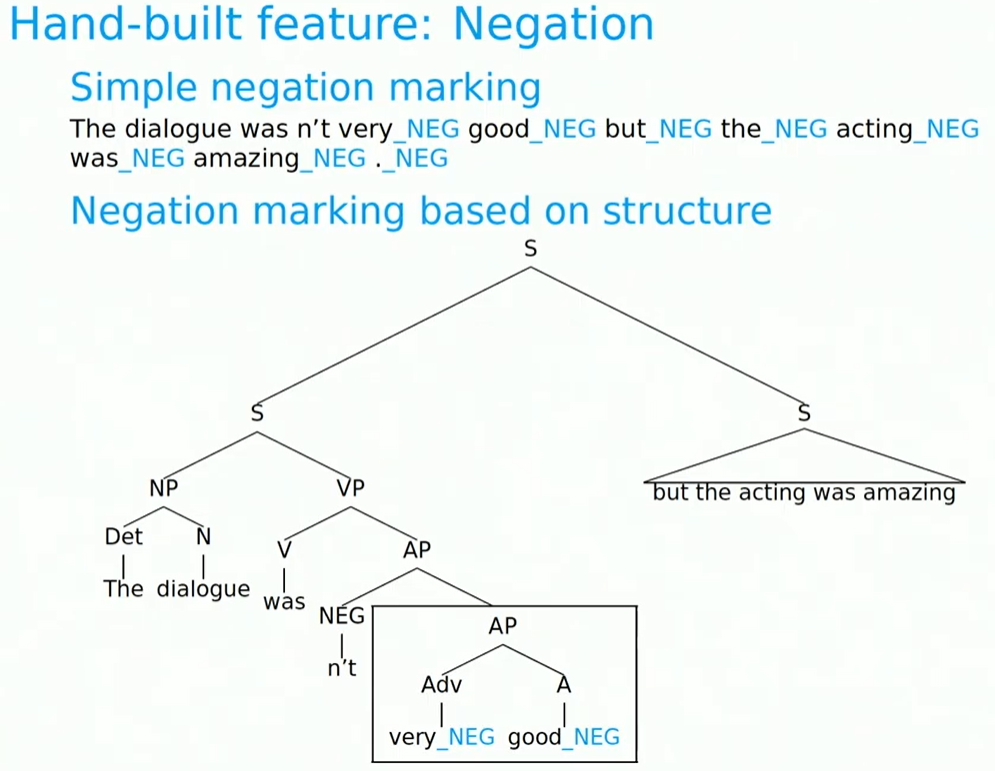 Hand-built feature: Negation
Simple negation marking
The dialogue was n't very_NEG good_NEG but_NEG the_NEG acting_NEG
was_NEG amazing_NEG ._NEG
Negation marking based on structure
S
S S
NP VP but the acting was amazing
Det N V AP
The dialogue was NEG AP
n't Adv A
very_NEG good_NEG